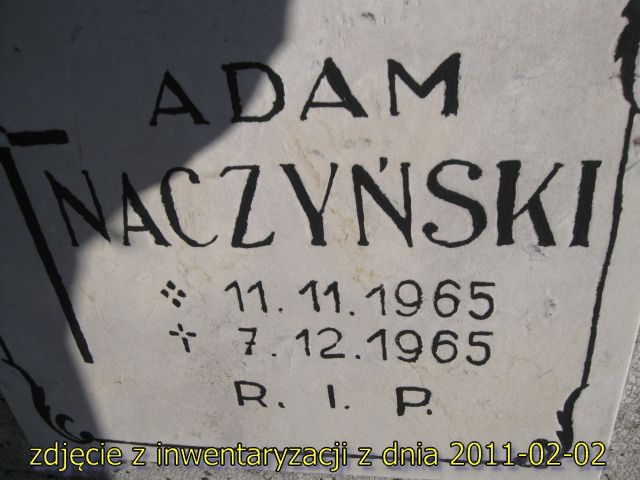 ADAM
NACZYŃSKI
11.11.1965
7.12.1965
R. I. P.
zdjęcie z inwentaryzacji z dnia 2011-02-02